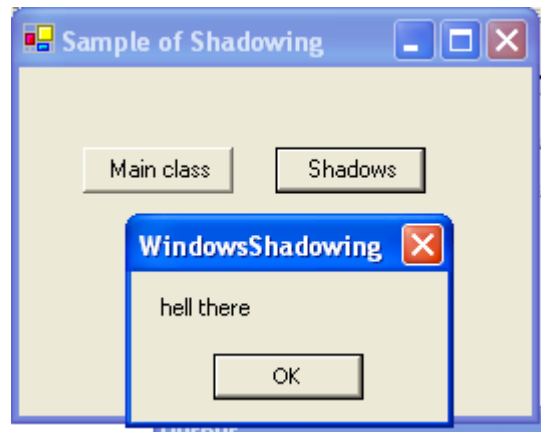 Sample of Shadowing
Main class
Shadows
WindowsShadowing
hell there
OK